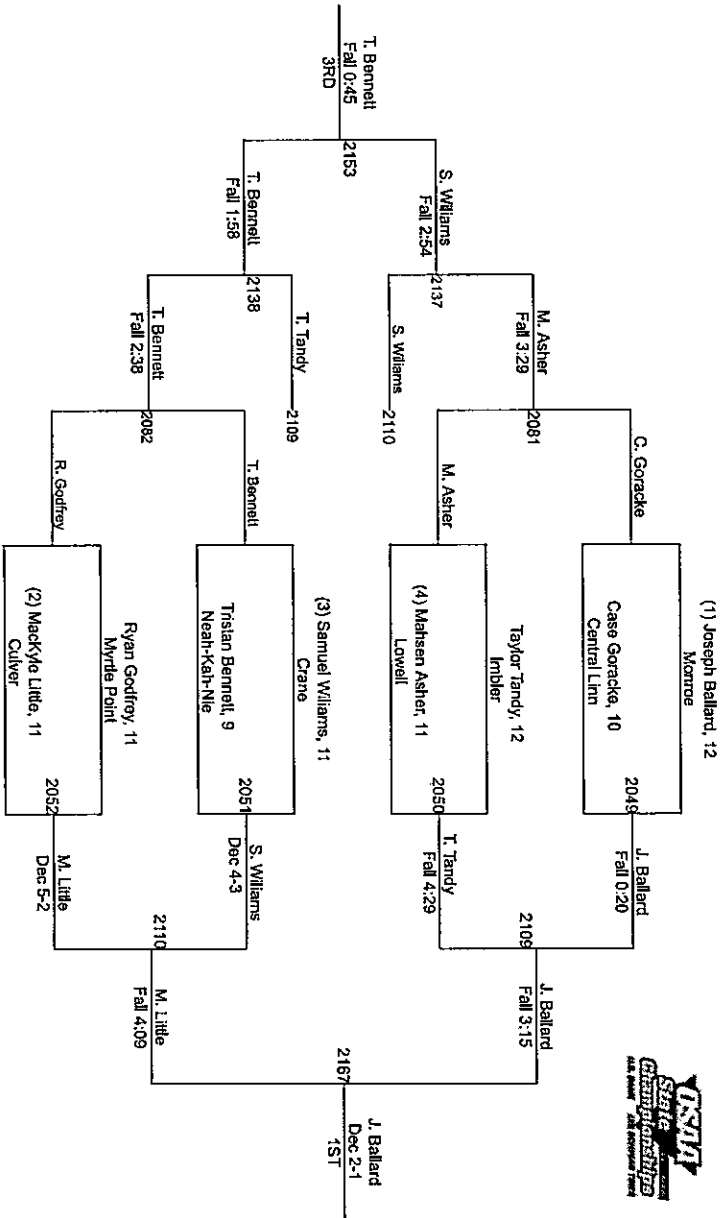 OSAA
State
Championships
(1) Joseph Ballard, 12
Monroe
Case Goracke, 10
Central Linn
2049
Taylor Tandy, 12
Imbler
(4) Mahsen Asher, 11
Lowell
2050
(3) Samuel Wiliams, 11
Crane
Tristan Bennett, 9
Neah-Kah-Nie
2051
Ryan Godfrey, 11
Myrtle Point
(2) MacKyle Little, 11
Culver
2052
J. Ballard
Fall 0:20
T. Tandy
Fall 4:29
S. Wiliams
Dec 4-3
M. Little
Dec 5-2
2109
J. Ballard
Fall 3:15
2110
M. Little
Fall 4:09
2167
J. Ballard
Dec 2-1
1ST
C. Goracke
M. Asher
T. Bennett
R. Godfrey
2081
M. Asher
Fall 3:29
2082
T. Bennett
Fall 2:38
S. Wiliams
2110
T. Tandy
2109
2137
S. Wiliams
Fall 2:54
2138
T. Bennett
Fall 1:58
2153
T. Bennett
Fall 0:45
3RD